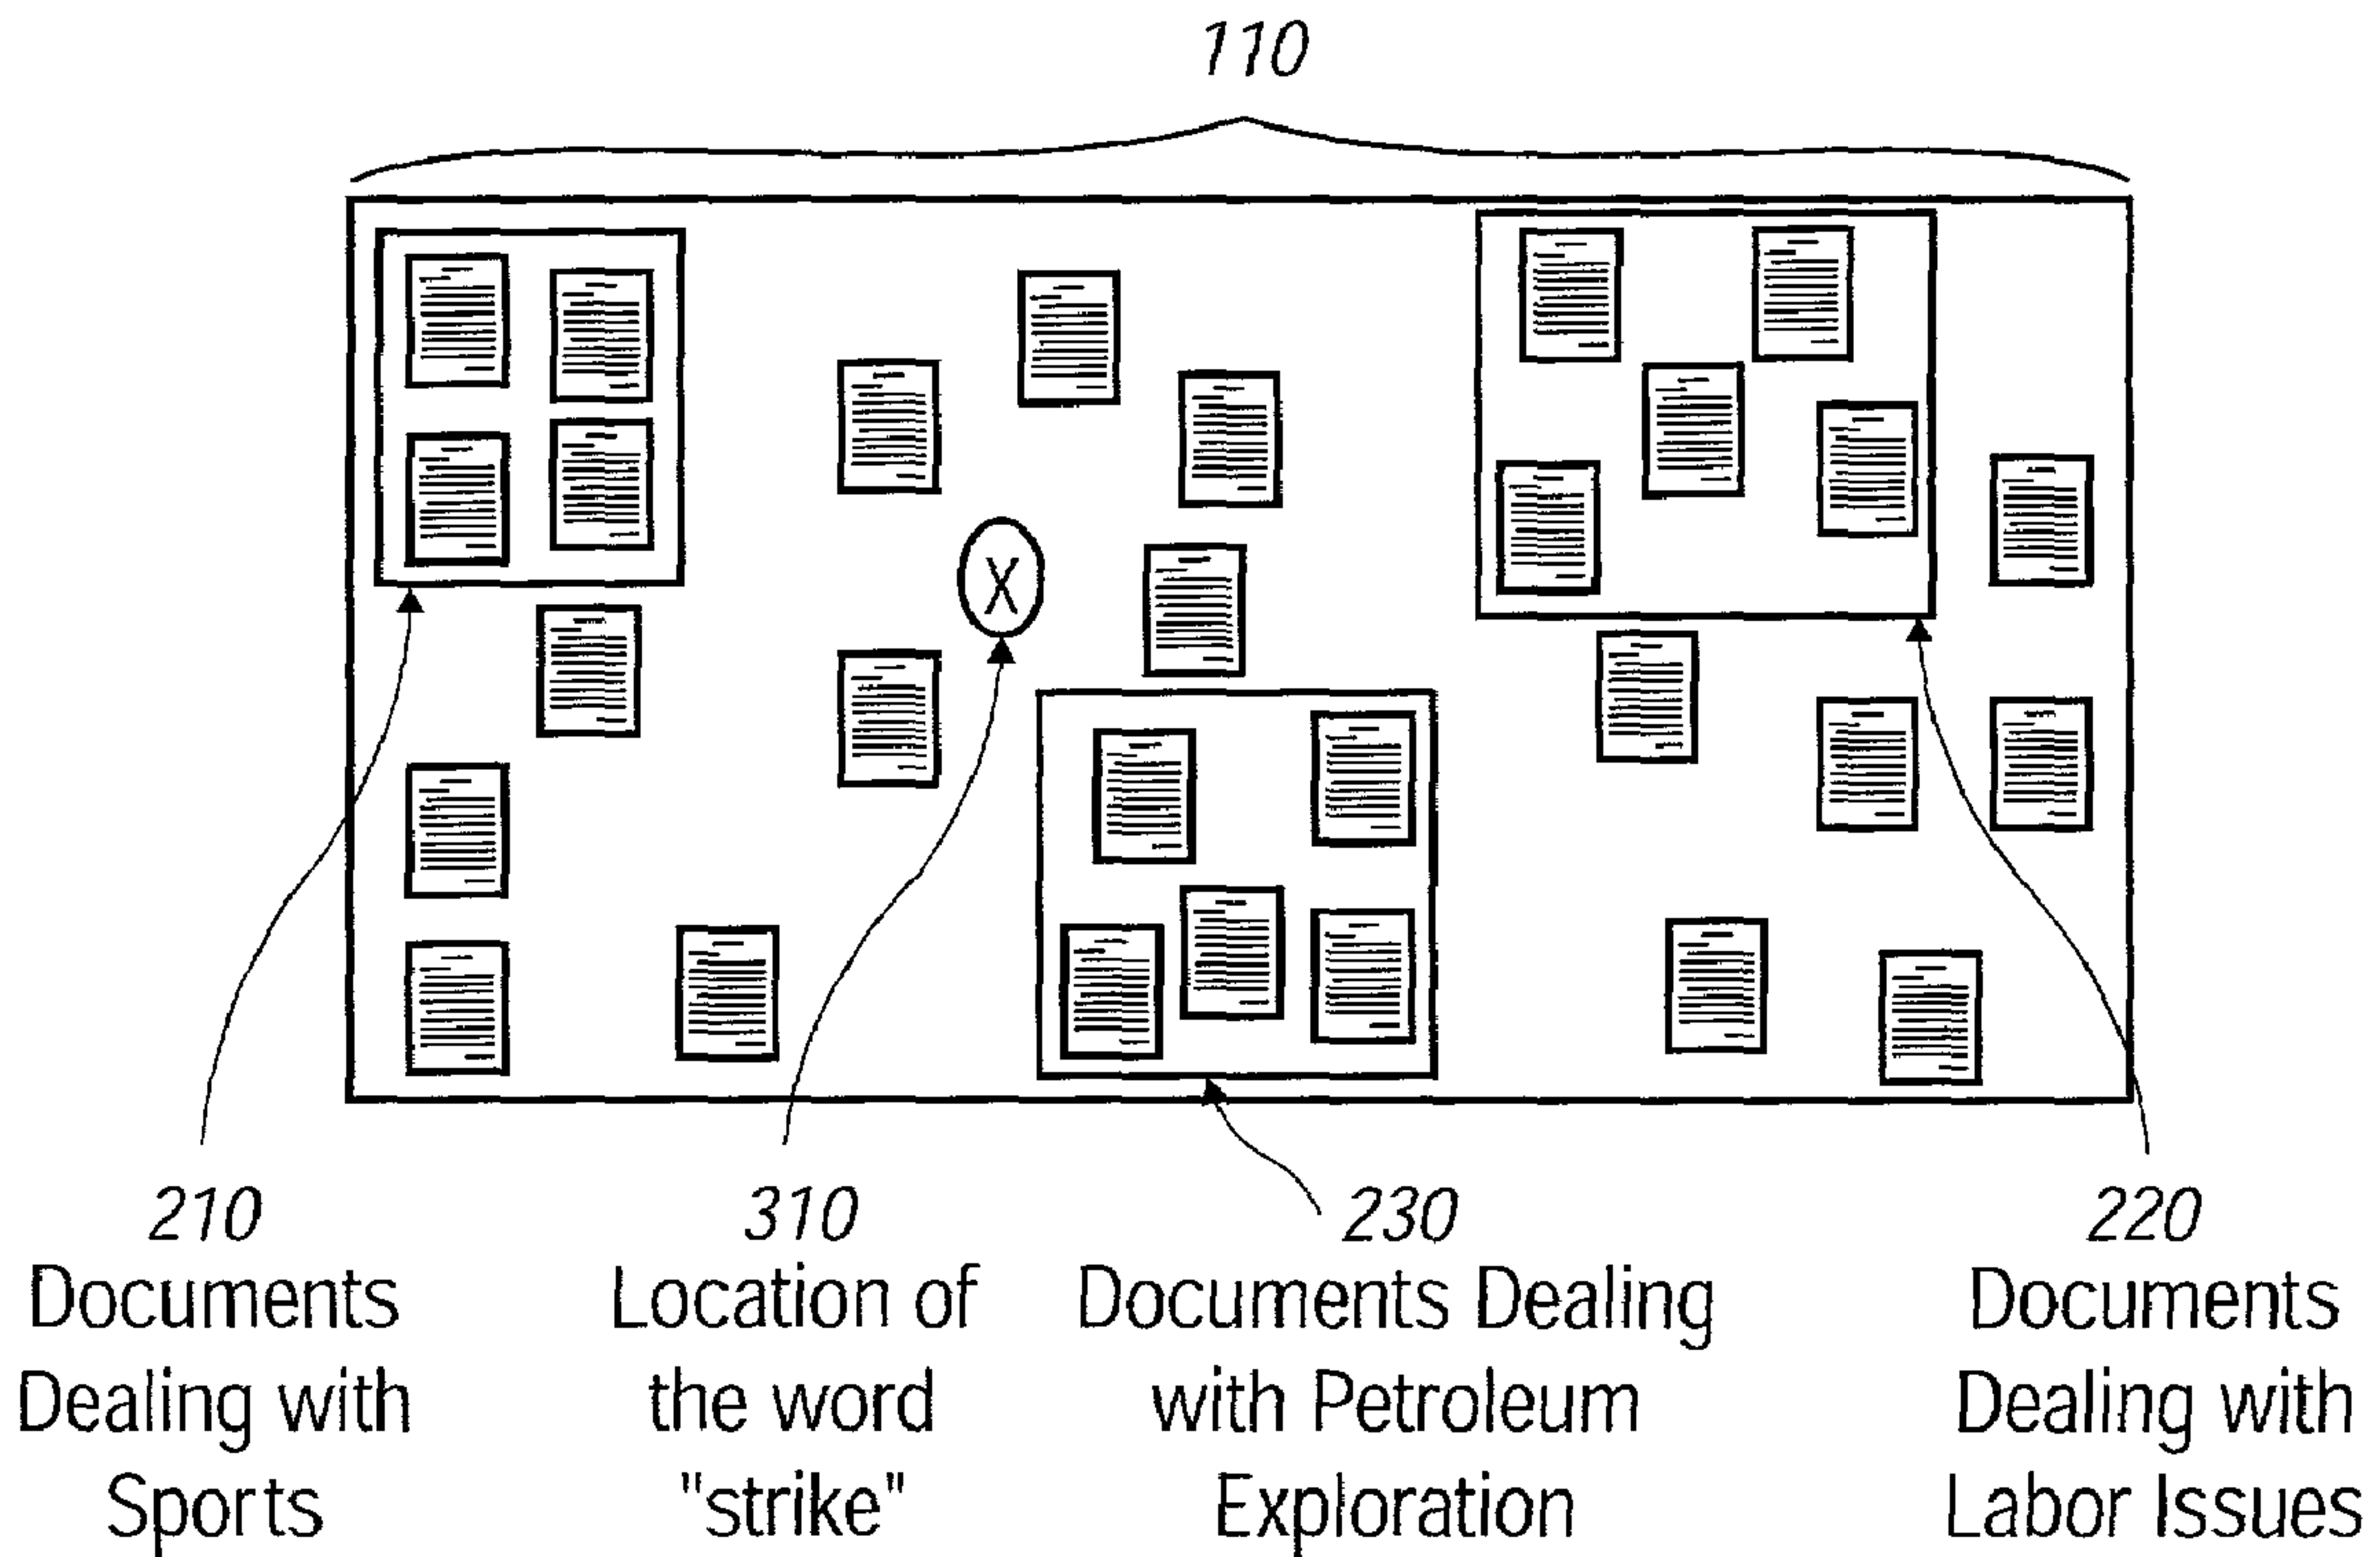 110
X
210
Documents
Dealing with
Sports
310
Location of
the word
"strike"
230
Documents Dealing
with Petroleum
Exploration
220
Documents
Dealing with
Labor Issues